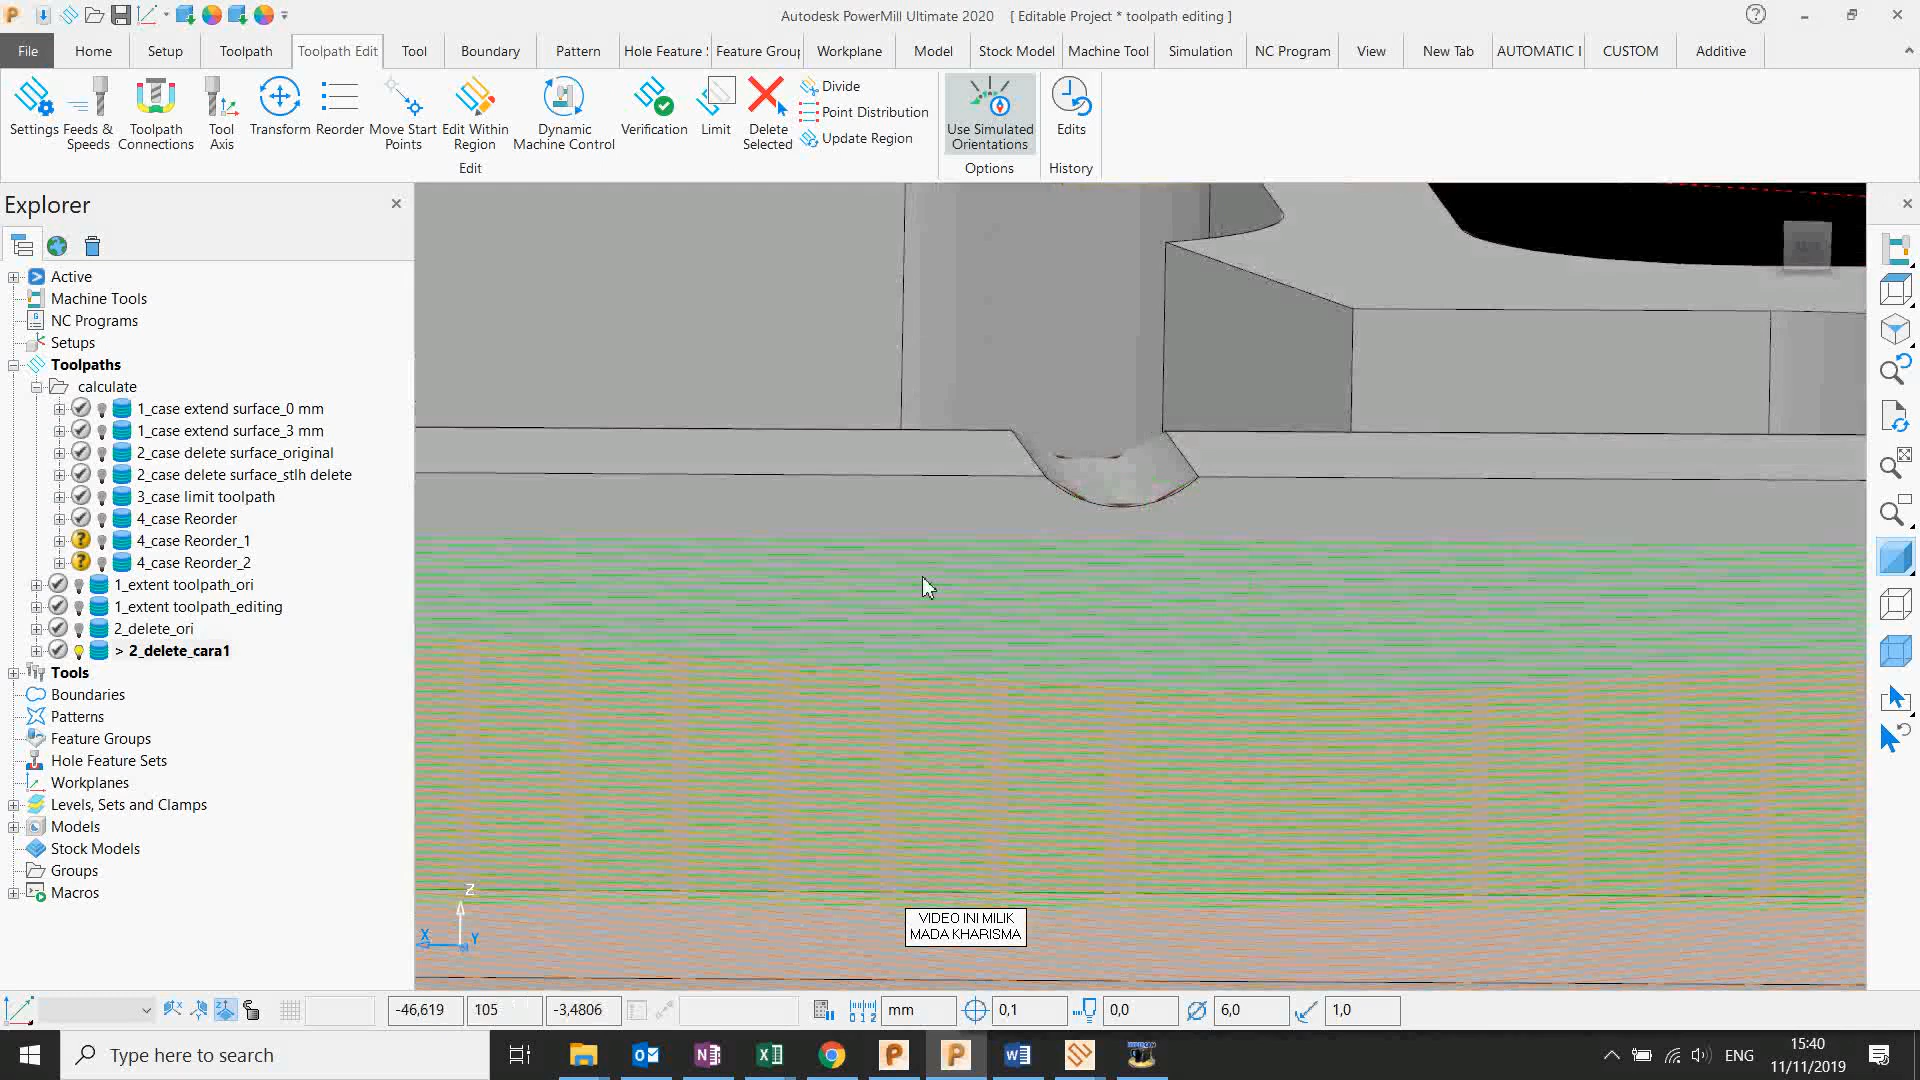 Autodesk PowerMill Ultimate 2020 [ Editable Project * toolpath editing ]
File Home Setup Toolpath Toolpath Edit Tool Boundary Pattern Hole Feature Feature Group Workplane Model Stock Model Machine Tool Simulation NC Program View New Tab AUTOMATIC CUSTOM Additive
Settings
Feeds & Speeds
Toolpath Connections
Tool Axis
Transform
Reorder
Move Start Points
Edit Within Region
Dynamic Machine Control
Verification
Limit
Delete Selected
Divide
Point Distribution
Update Region
Use Simulated Orientations
Edits
Edit
Options
History
Explorer
Active
Machine Tools
NC Programs
Setups
Toolpaths
calculate
1_case extend surface_0 mm
1_case extend surface_3 mm
2_case delete surface_original
2_case delete surface_stlh delete
3_case limit toolpath
4_case Reorder
4_case Reorder_1
4_case Reorder_2
1_extent toolpath_ori
1_extent toolpath_editing
2_delete_ori
> 2_delete_cara1
Tools
Boundaries
Patterns
Feature Groups
Hole Feature Sets
Workplanes
Levels, Sets and Clamps
Models
Stock Models
Groups
Macros
Z
X
Y
VIDEO INI MILIK
MADA KHARISMA
-46,619 105 -3,4806 mm 0,1 0,0 6,0 1,0
Type here to search
ENG
15:40
11/11/2019